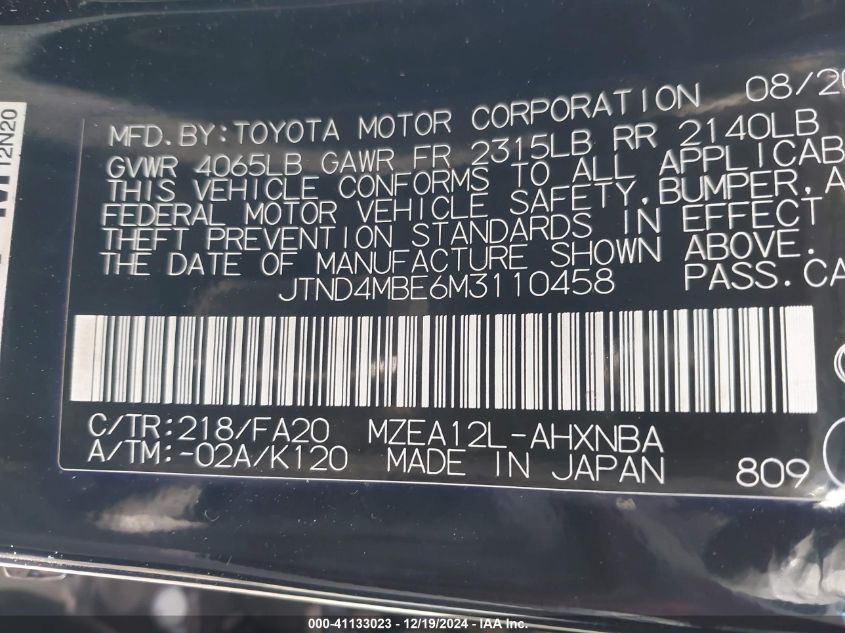 MFD.BY:TOYOTA MOTOR CORPORATION 08/20
GVWR 4065LB GAWR FR 2315LB RR 2140LB
THIS VEHICLE CONFORMS TO ALL APPLICAB
FEDERAL MOTOR VEHICLE SAFETY,BUMPER,A
THEFT PREVENTION STANDARDS IN EFFECT
THE DATE OF MANUFACTURE SHOWN ABOVE.
JTND4MBE6M3110458 PASS.CA
C/TR:218/FA20 MZEA12L-AHXNBA
A/TM:-02A/K120 MADE IN JAPAN 809
12N20
000-41133023 - 12/19/2024 - IAA Inc.